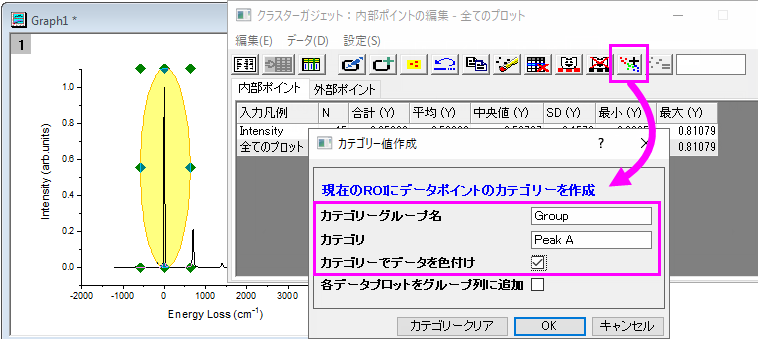 Graph1 *
1
Intensity (arb.units)
1.0
0.8
0.6
0.4
0.2
0.0
-2000 -1000 0 1000 2000 3000
Energy Loss (cm-1)
クラスターガジェット：内部ポイントの編集 - 全てのプロット
編集(E) データ(D) 設定(S)
内部ポイント 外部ポイント
入力凡例 N 合計 (Y) 平均 (Y) 中央値 (Y) SD (Y) 最小 (Y) 最大 (Y)
Intensity 0.81079
全てのプロット 0.81079
カテゴリー値作成
現在のROIにデータポイントのカテゴリーを作成
カテゴリーグループ名 Group
カテゴリ Peak A
カテゴリーでデータを色付け
各データプロットをグループ列に追加
カテゴリークリア OK キャンセル